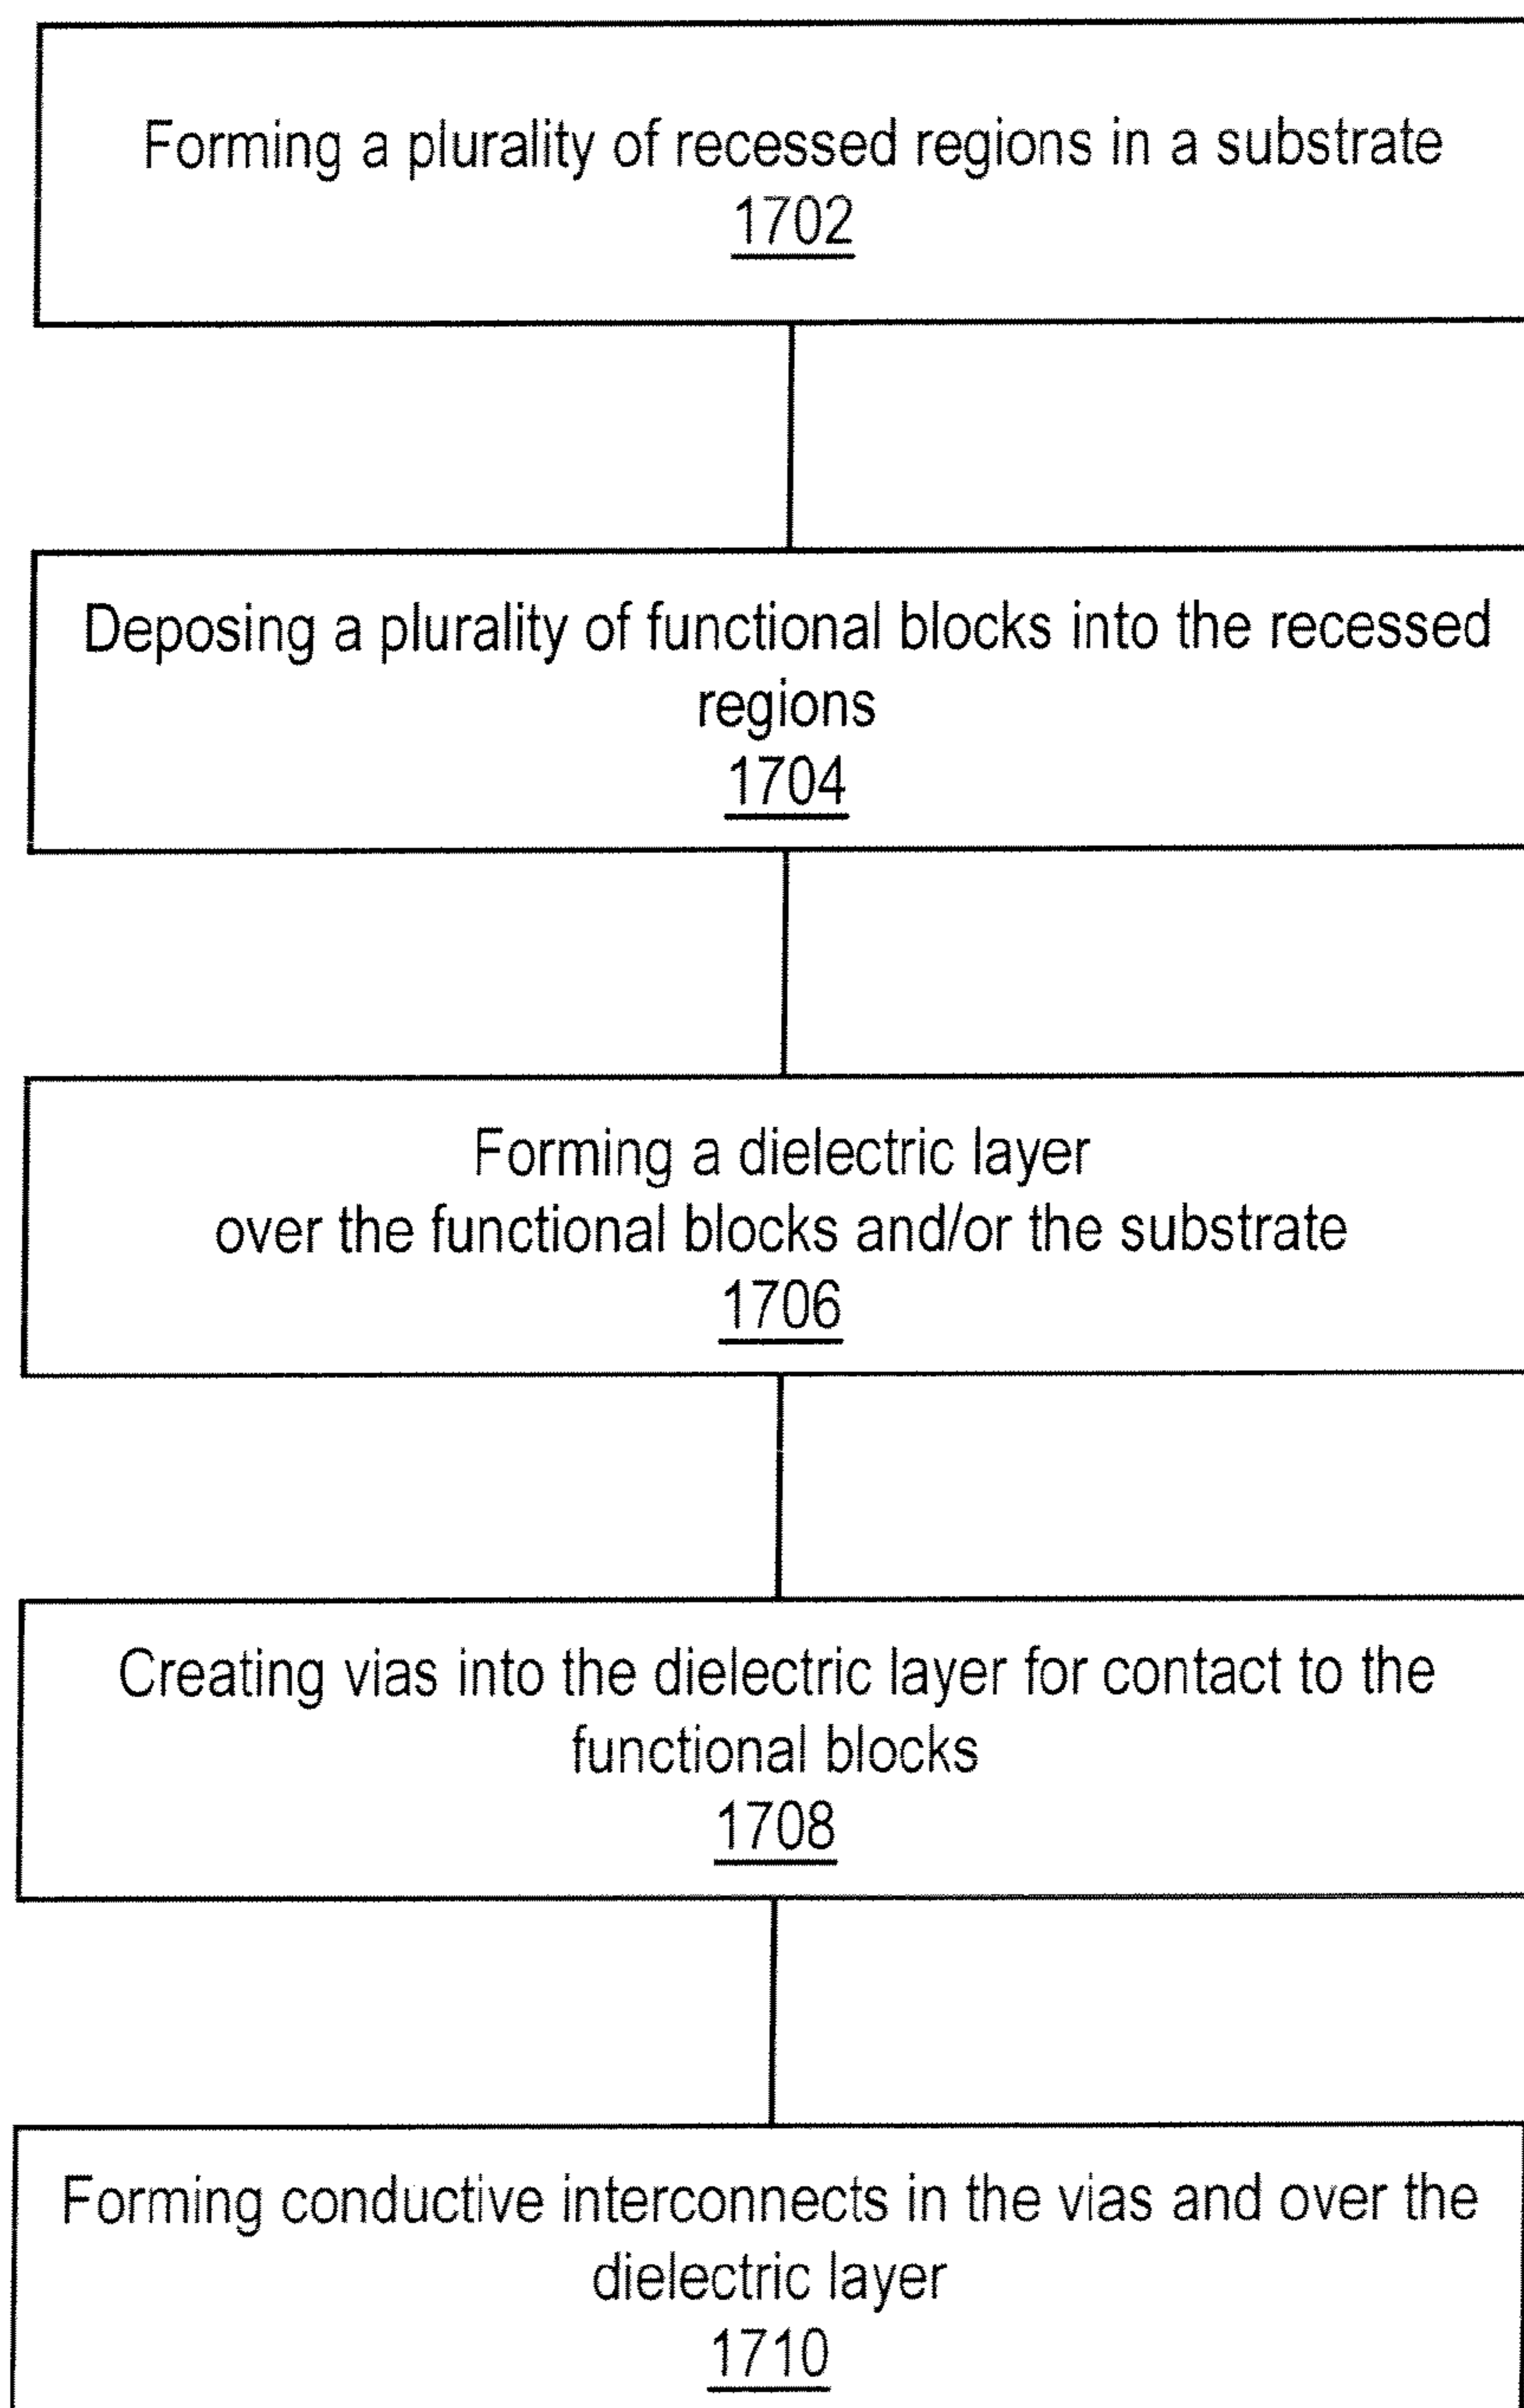 Forming a plurality of recessed regions in a substrate
1702
Deposing a plurality of functional blocks into the recessed
regions
1704
Forming a dielectric layer
over the functional blocks and/or the substrate
1706
Creating vias into the dielectric layer for contact to the
functional blocks
1708
Forming conductive interconnects in the vias and over the
dielectric layer
1710